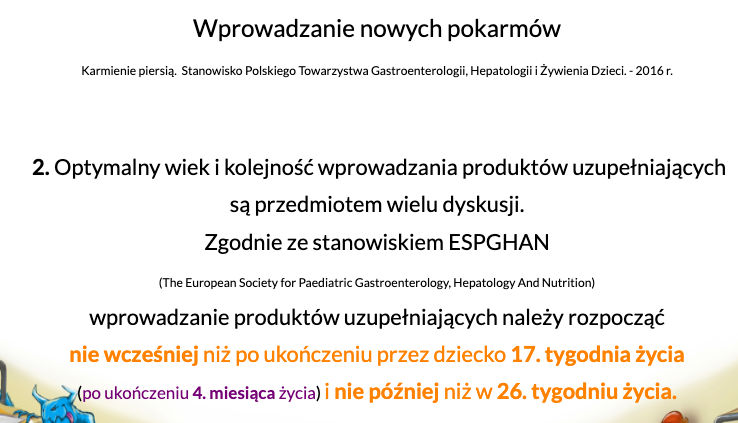 Wprowadzanie nowych pokarmów
Karmienie piersią. Stanowisko Polskiego Towarzystwa Gastroenterologii, Hepatologii i Żywienia Dzieci. - 2016 r.
2. Optymalny wiek i kolejność wprowadzania produktów uzupełniających
są przedmiotem wielu dyskusji.
Zgodnie ze stanowiskiem ESPGHAN
(The European Society for Paediatric Gastroenterology, Hepatology And Nutrition)
wprowadzanie produktów uzupełniających należy rozpocząć
nie wcześniej niż po ukończeniu przez dziecko 17. tygodnia życia
(po ukończeniu 4. miesiąca życia) i nie później niż w 26. tygodniu życia.